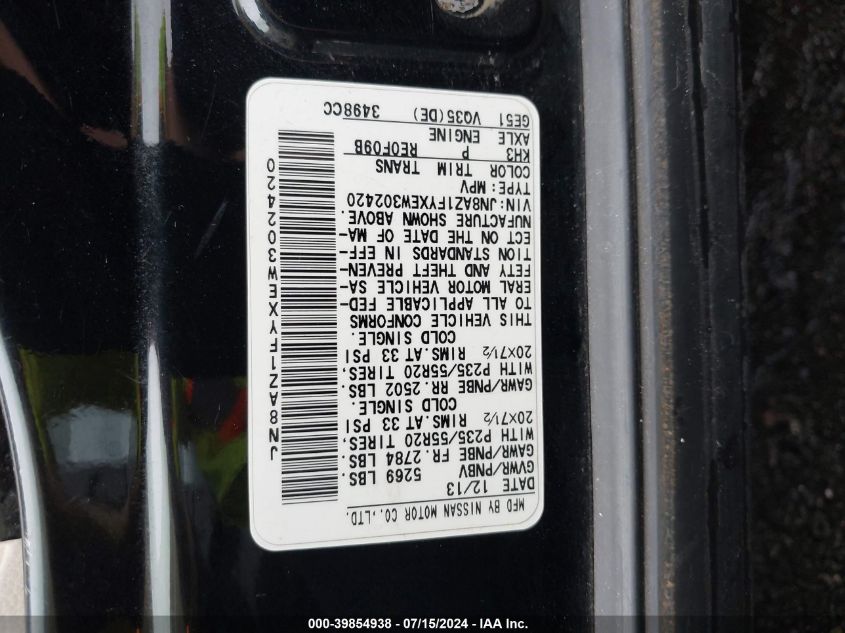 MFD BY NISSAN MOTOR CO.,LTD.
DATE 12/13
GVWR/PNBV 5269 LBS.
GAWR/PNBE FR. 2784 LBS.
WITH P235/55R20 TIRES,
20X7½ RIMS.AT 33 PSI
COLD SINGLE.
GAWR/PNBE RR. 2502 LBS.
WITH P235/55R20 TIRES,
20X7½ RIMS.AT 33 PSI
COLD SINGLE.
THIS VEHICLE CONFORMS
TO ALL APPLICABLE FED-
ERAL MOTOR VEHICLE SA-
FETY AND THEFT PREVEN-
TION STANDARDS IN EFF-
ECT ON THE DATE OF MA-
NUFACTURE SHOWN ABOVE.
VIN:JN8AZ1FYXEW302420
TYPE:MPV
COLOR TRIM TRANS
KH3 P RE0F09B
AXLE ENGINE
GE51 VQ35(DE) 3498CC
JN8AZ1FYXEW302420
000-39854938 - 07/15/2024 - IAA Inc.